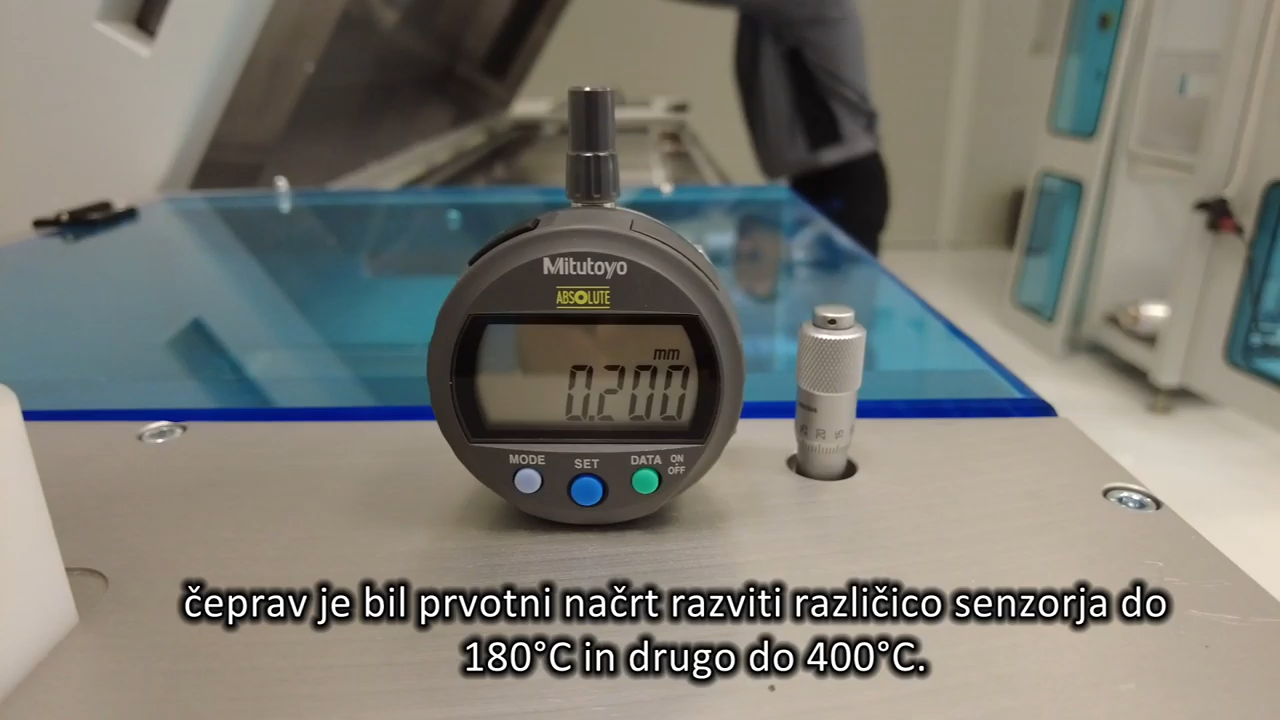 Mitutoyo
ABSOLUTE
mm
0.200
MODE SET DATA ON
OFF
čeprav je bil prvotni načrt razviti različico senzorja do
180°C in drugo do 400°C.